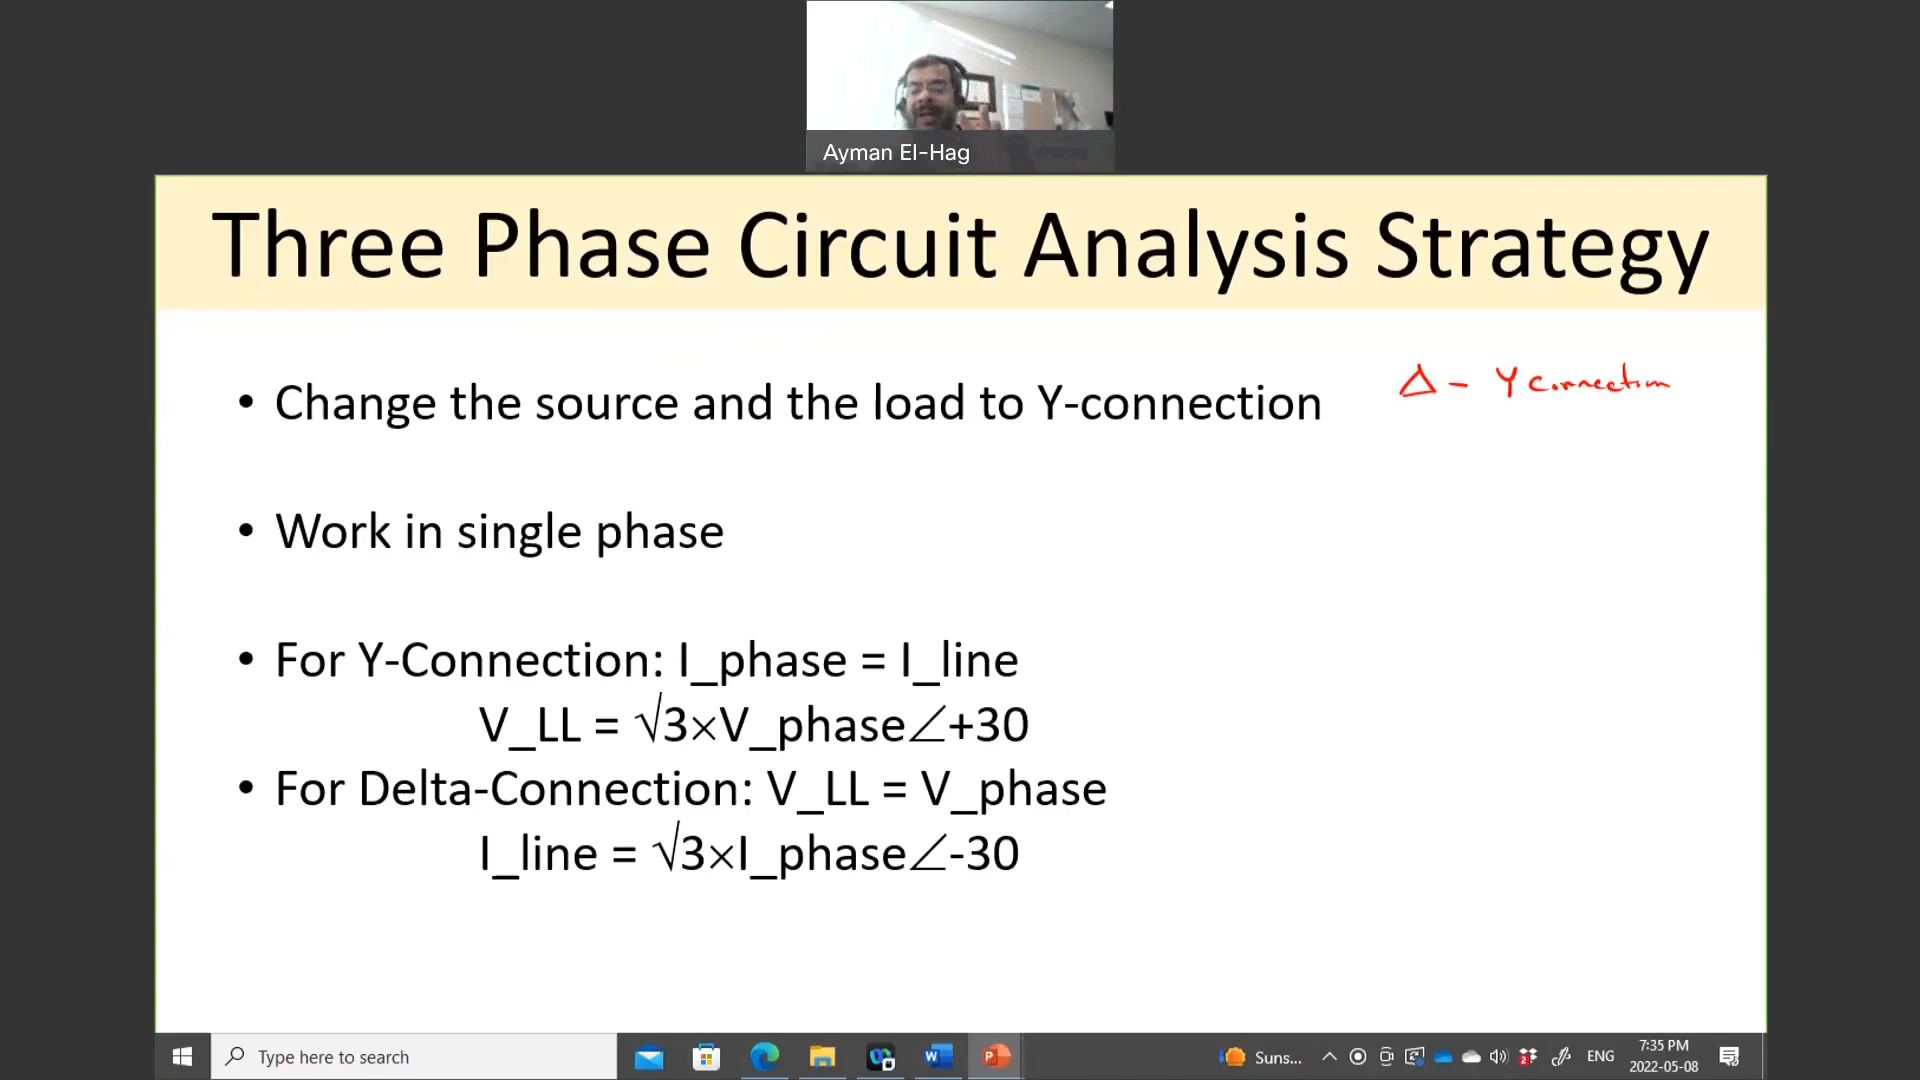 Ayman El-Hag
Three Phase Circuit Analysis Strategy
• Change the source and the load to Y-connection
Δ - Y connection
• Work in single phase
• For Y-Connection: I_phase = I_line
V_LL = √3×V_phase∠+30
• For Delta-Connection: V_LL = V_phase
I_line = √3×I_phase∠-30
Type here to search
Suns...
ENG
7:35 PM
2022-05-08